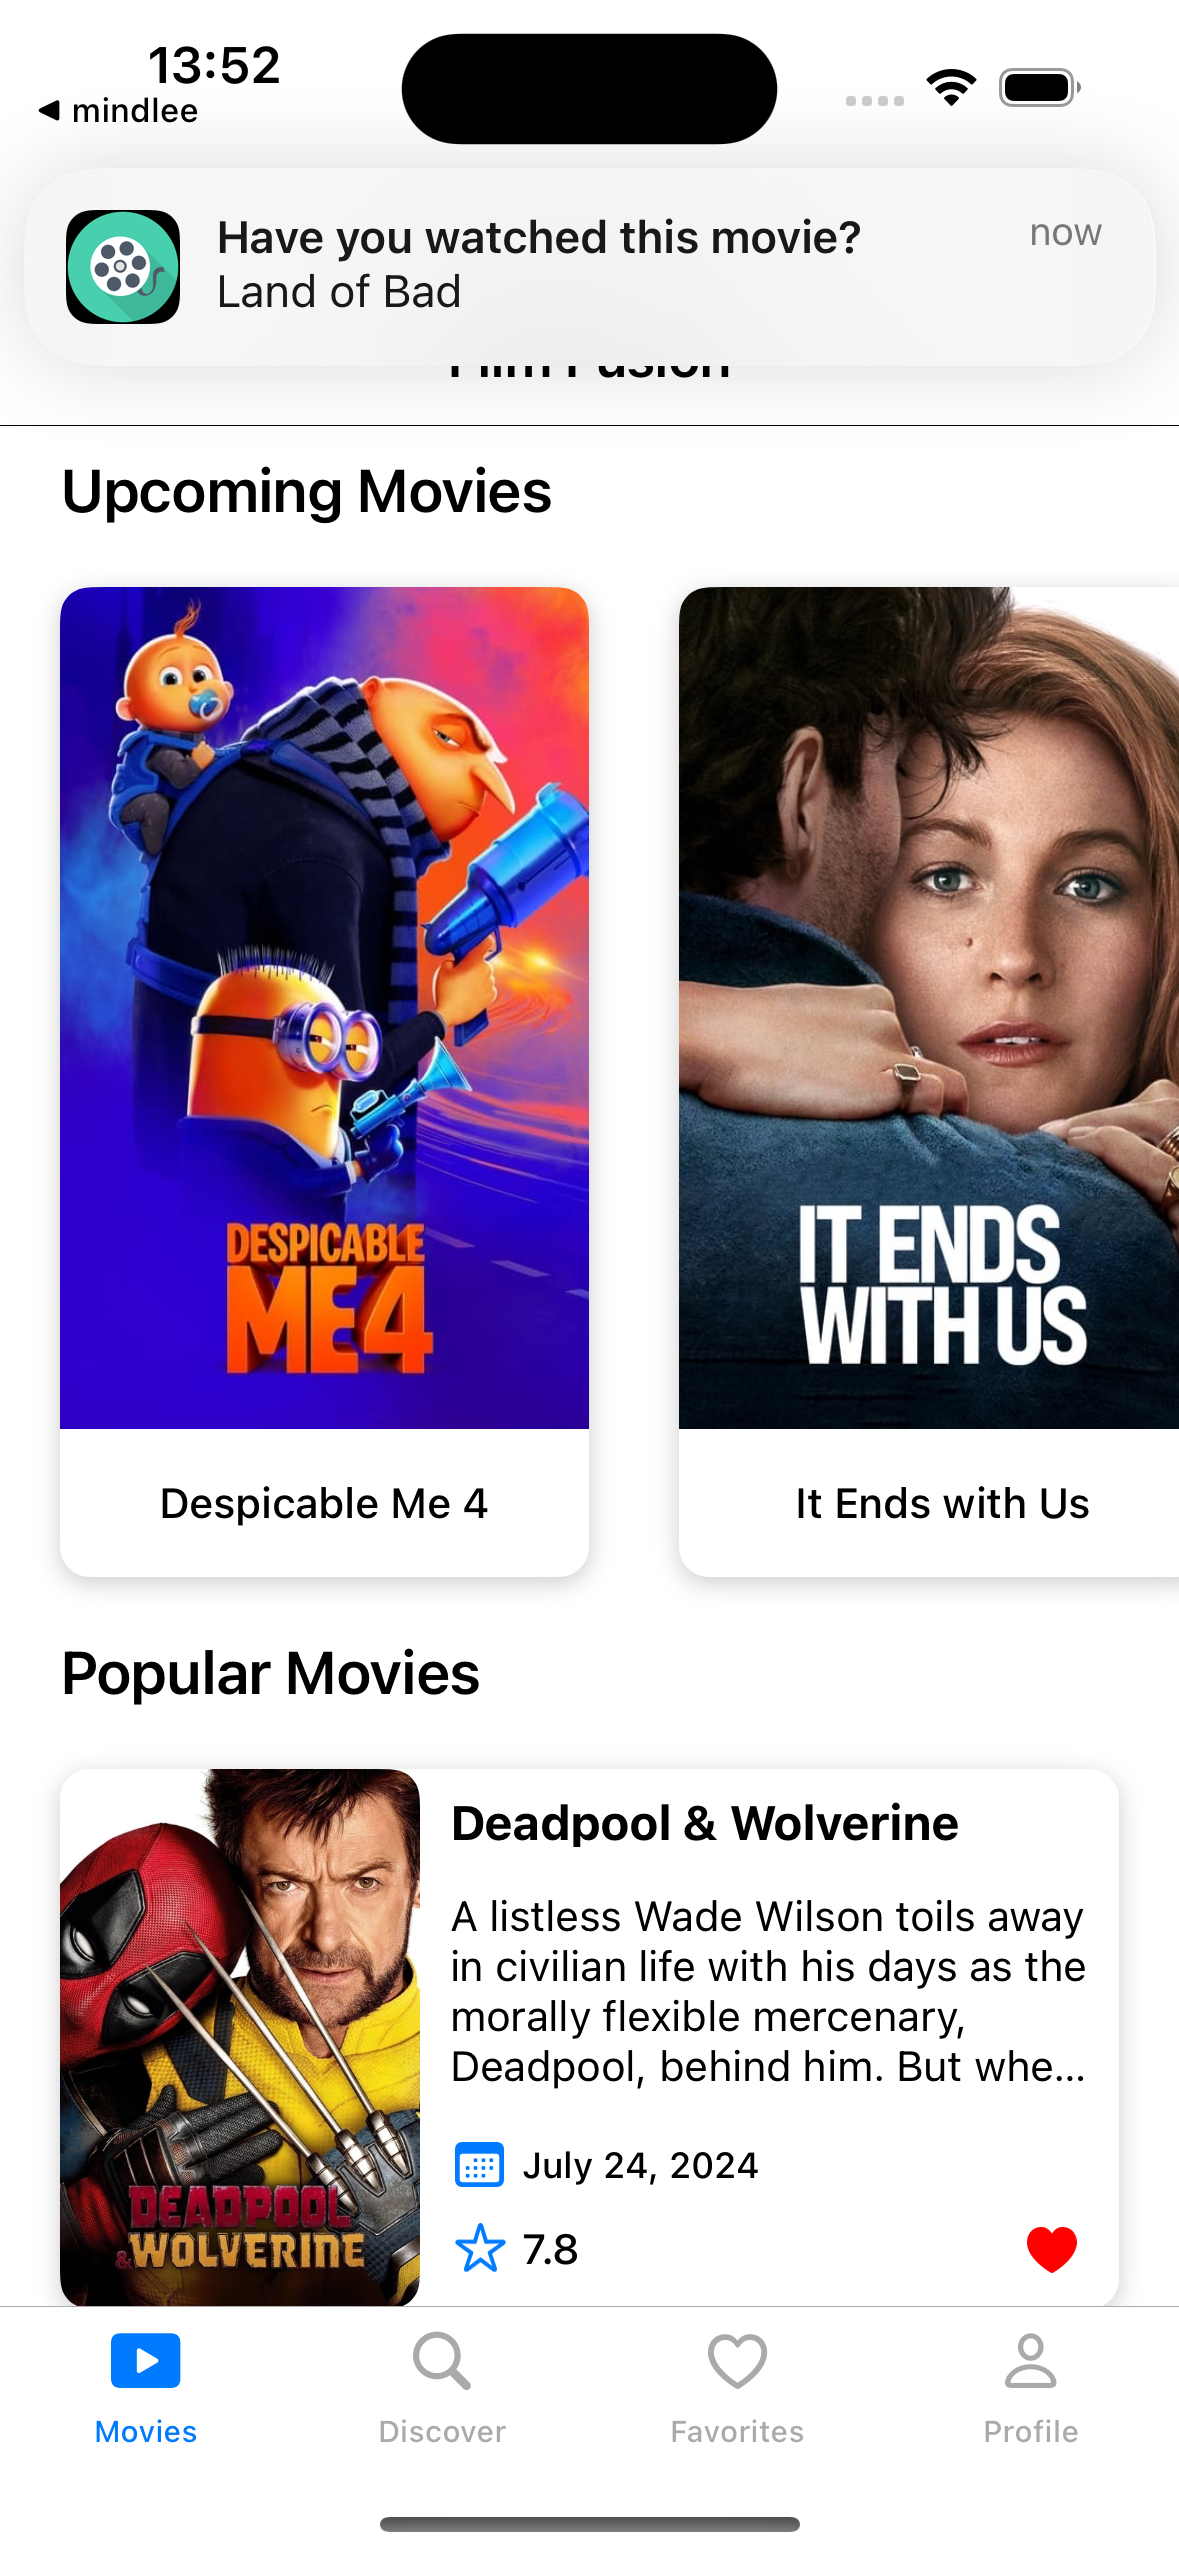 13:52
mindlee
Have you watched this movie?
now
Land of Bad
Film Fusion
Upcoming Movies
DESPICABLE
ME4
IT ENDS
WITH US
Despicable Me 4
It Ends with Us
Popular Movies
Deadpool & Wolverine
A listless Wade Wilson toils away
in civilian life with his days as the
morally flexible mercenary,
Deadpool, behind him. But whe...
July 24, 2024
7.8
DEADPOOL
&WOLVERINE
Movies
Discover
Favorites
Profile